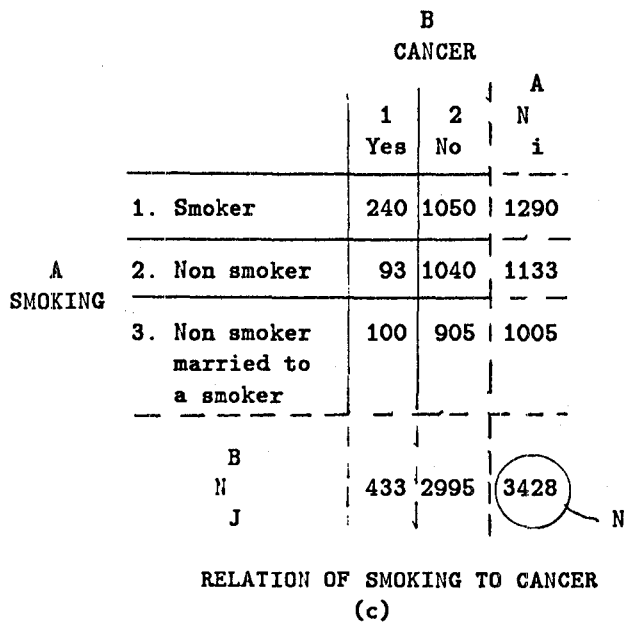 B
CANCER
A
1 2 N
Yes No i
1. Smoker 240 1050 1290
A 2. Non smoker 93 1040 1133
SMOKING
3. Non smoker 100 905 1005
married to
a smoker
B
N 433 2995 3428
J N
RELATION OF SMOKING TO CANCER
(c)